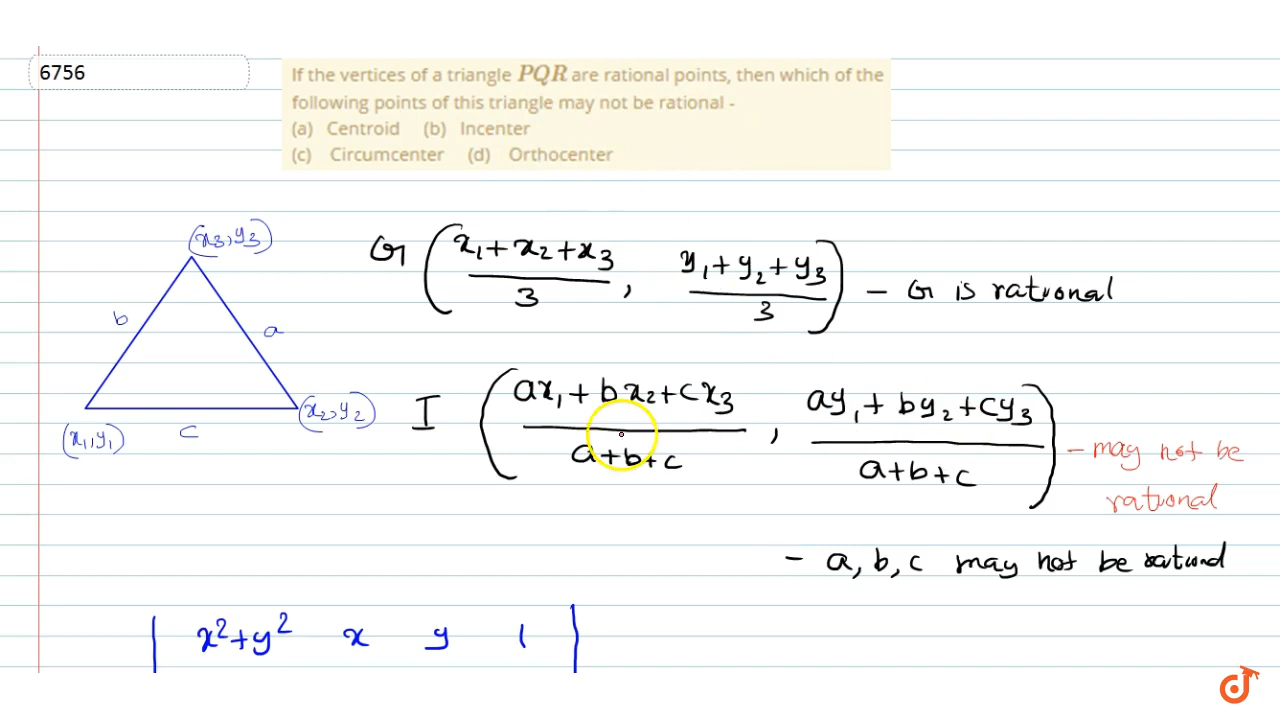 6756
If the vertices of a triangle PQR are rational points, then which of the
following points of this triangle may not be rational -
(a) Centroid (b) Incenter
(c) Circumcenter (d) Orthocenter
(x₃,y₃)
b
a
(x₁,y₁)
c
(x₂,y₂)
G ( (x₁+x₂+x₃)/3 , (y₁+y₂+y₃)/3 ) – G is rational
I ( (ax₁+bx₂+cx₃)/(a+b+c) , (ay₁+by₂+cy₃)/(a+b+c) ) – may not be
rational
– a, b, c may not be ratiud
| x²+y² x y 1 |